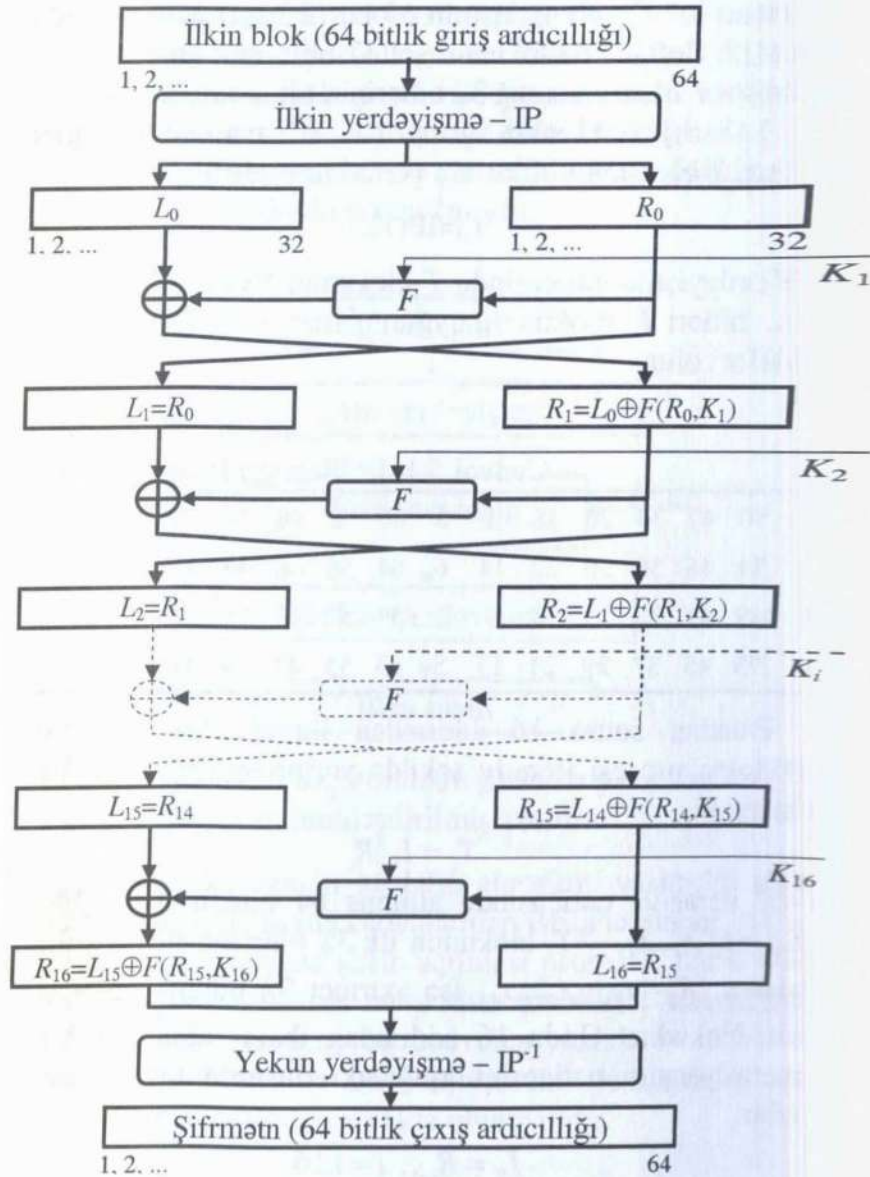 İlkin blok (64 bitlik giriş ardıcıllığı)
1, 2, ... 64
İlkin yerdəyişmə – IP
L₀ R₀
1, 2, ... 32 1, 2, ... 32
K₁
F
L₁=R₀ R₁=L₀⊕F(R₀,K₁)
K₂
F
L₂=R₁ R₂=L₁⊕F(R₁,K₂)
Kᵢ
F
L₁₅=R₁₄ R₁₅=L₁₄⊕F(R₁₄,K₁₅)
K₁₆
F
R₁₆=L₁₅⊕F(R₁₅,K₁₆) L₁₆=R₁₅
Yekun yerdəyişmə – IP⁻¹
Şifrmətn (64 bitlik çıxış ardıcıllığı)
1, 2, ... 64